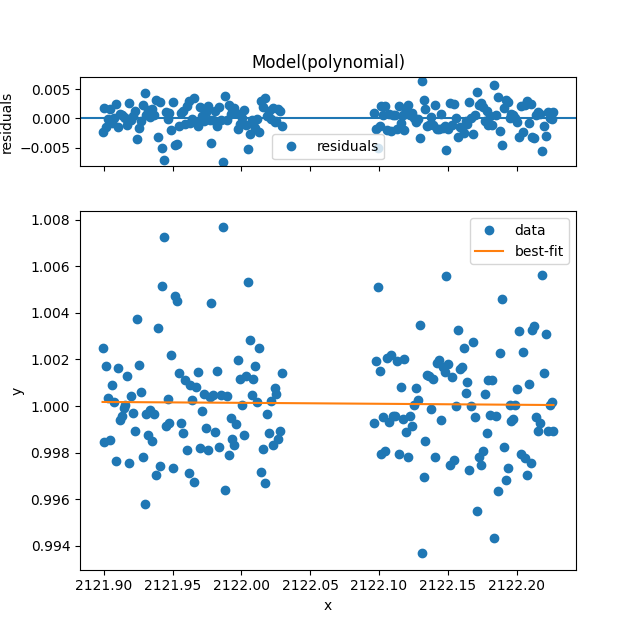 Model(polynomial)
residuals
0.005
0.000
−0.005
residuals
y
1.008
1.006
1.004
1.002
1.000
0.998
0.996
0.994
data
best-fit
2121.90 2121.95 2122.00 2122.05 2122.10 2122.15 2122.20
x